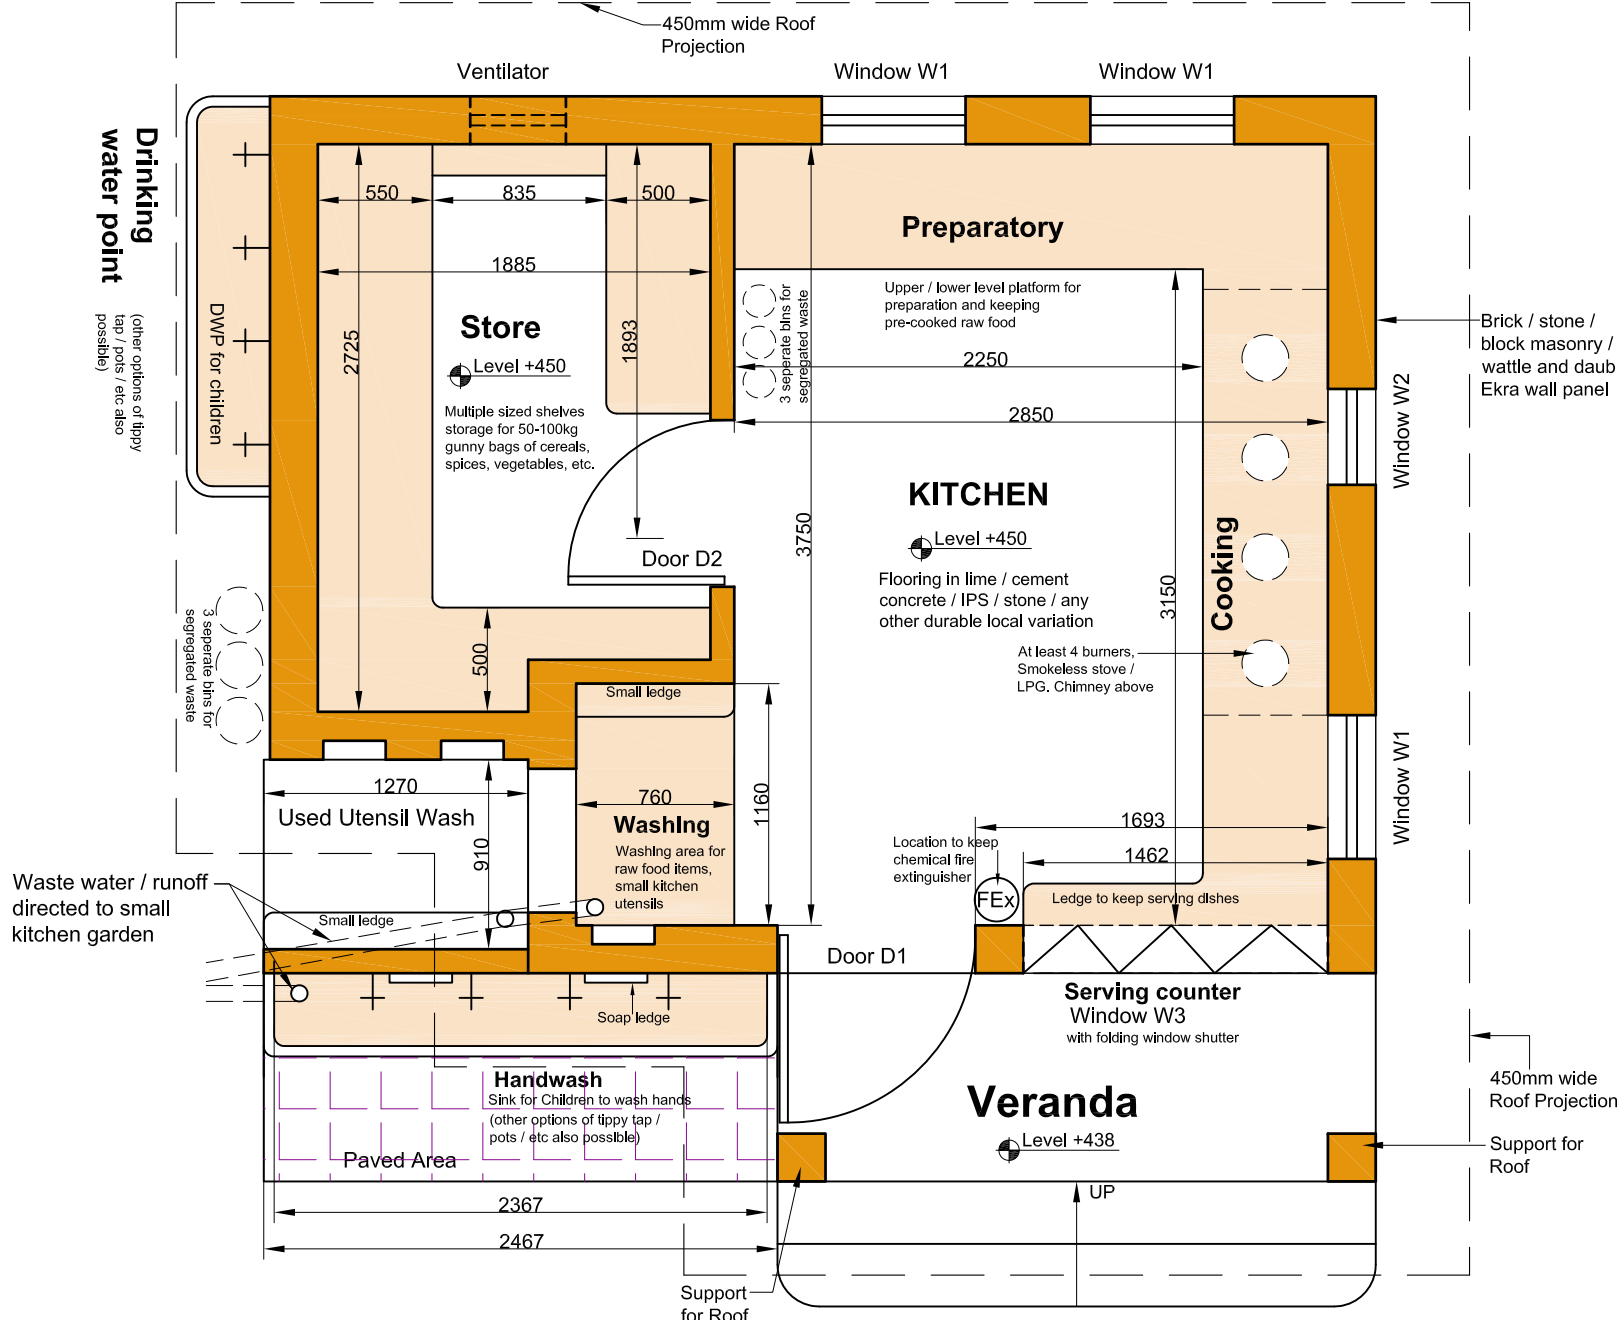 450mm wide Roof
Projection
Ventilator
Window W1
Window W1
Drinking
water point
(other options of tippy
tap / pots / etc also
possible)
DWP for children
550
835
500
1885
2725
1893
Store
Level +450
Multiple sized shelves
storage for 50-100kg
gunny bags of cereals,
spices, vegetables, etc.
500
Door D2
Preparatory
Upper / lower level platform for
preparation and keeping
pre-cooked raw food
3 seperate bins for
segregated waste
2250
2850
3750
KITCHEN
Level +450
Flooring in lime / cement
concrete / IPS / stone / any
other durable local variation
3150
Cooking
At least 4 burners,
Smokeless stove /
LPG. Chimney above
Brick / stone /
block masonry /
wattle and daub
Ekra wall panel
Window W2
Window W1
3 seperate bins for
segregated waste
Small ledge
1270
Used Utensil Wash
910
Small ledge
760
1160
Washing
Washing area for
raw food items,
small kitchen
utensils
1693
1462
Location to keep
chemical fire
extinguisher
FEx
Ledge to keep serving dishes
Waste water / runoff
directed to small
kitchen garden
Door D1
Serving counter
Window W3
with folding window shutter
Soap ledge
Handwash
Sink for Children to wash hands
(other options of tippy tap /
pots / etc also possible)
Paved Area
Veranda
Level +438
450mm wide
Roof Projection
Support for
Roof
UP
2367
2467
Support
for Roof